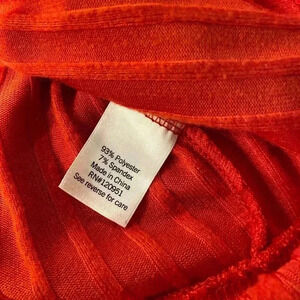 93% Polyester
7% Spandex
Made in China
RN#120951
See reverse for care